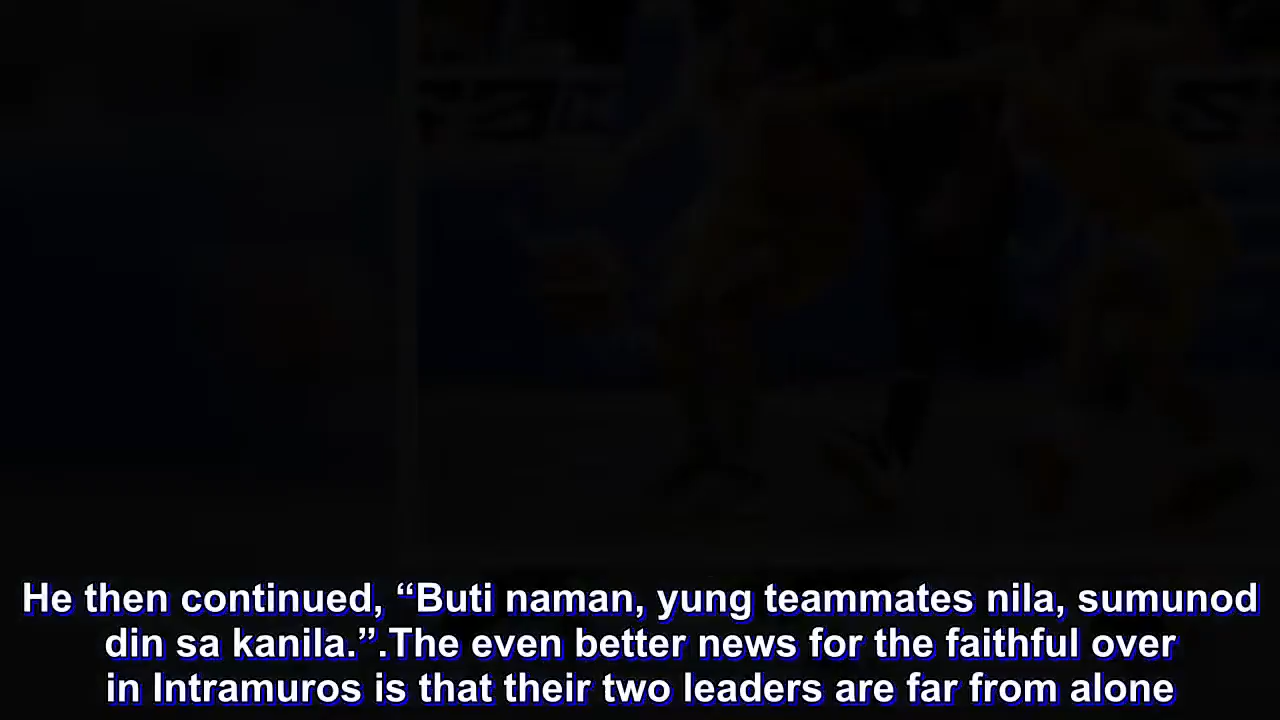 He then continued, “Buti naman, yung teammates nila, sumunod
din sa kanila.”.The even better news for the faithful over
in Intramuros is that their two leaders are far from alone